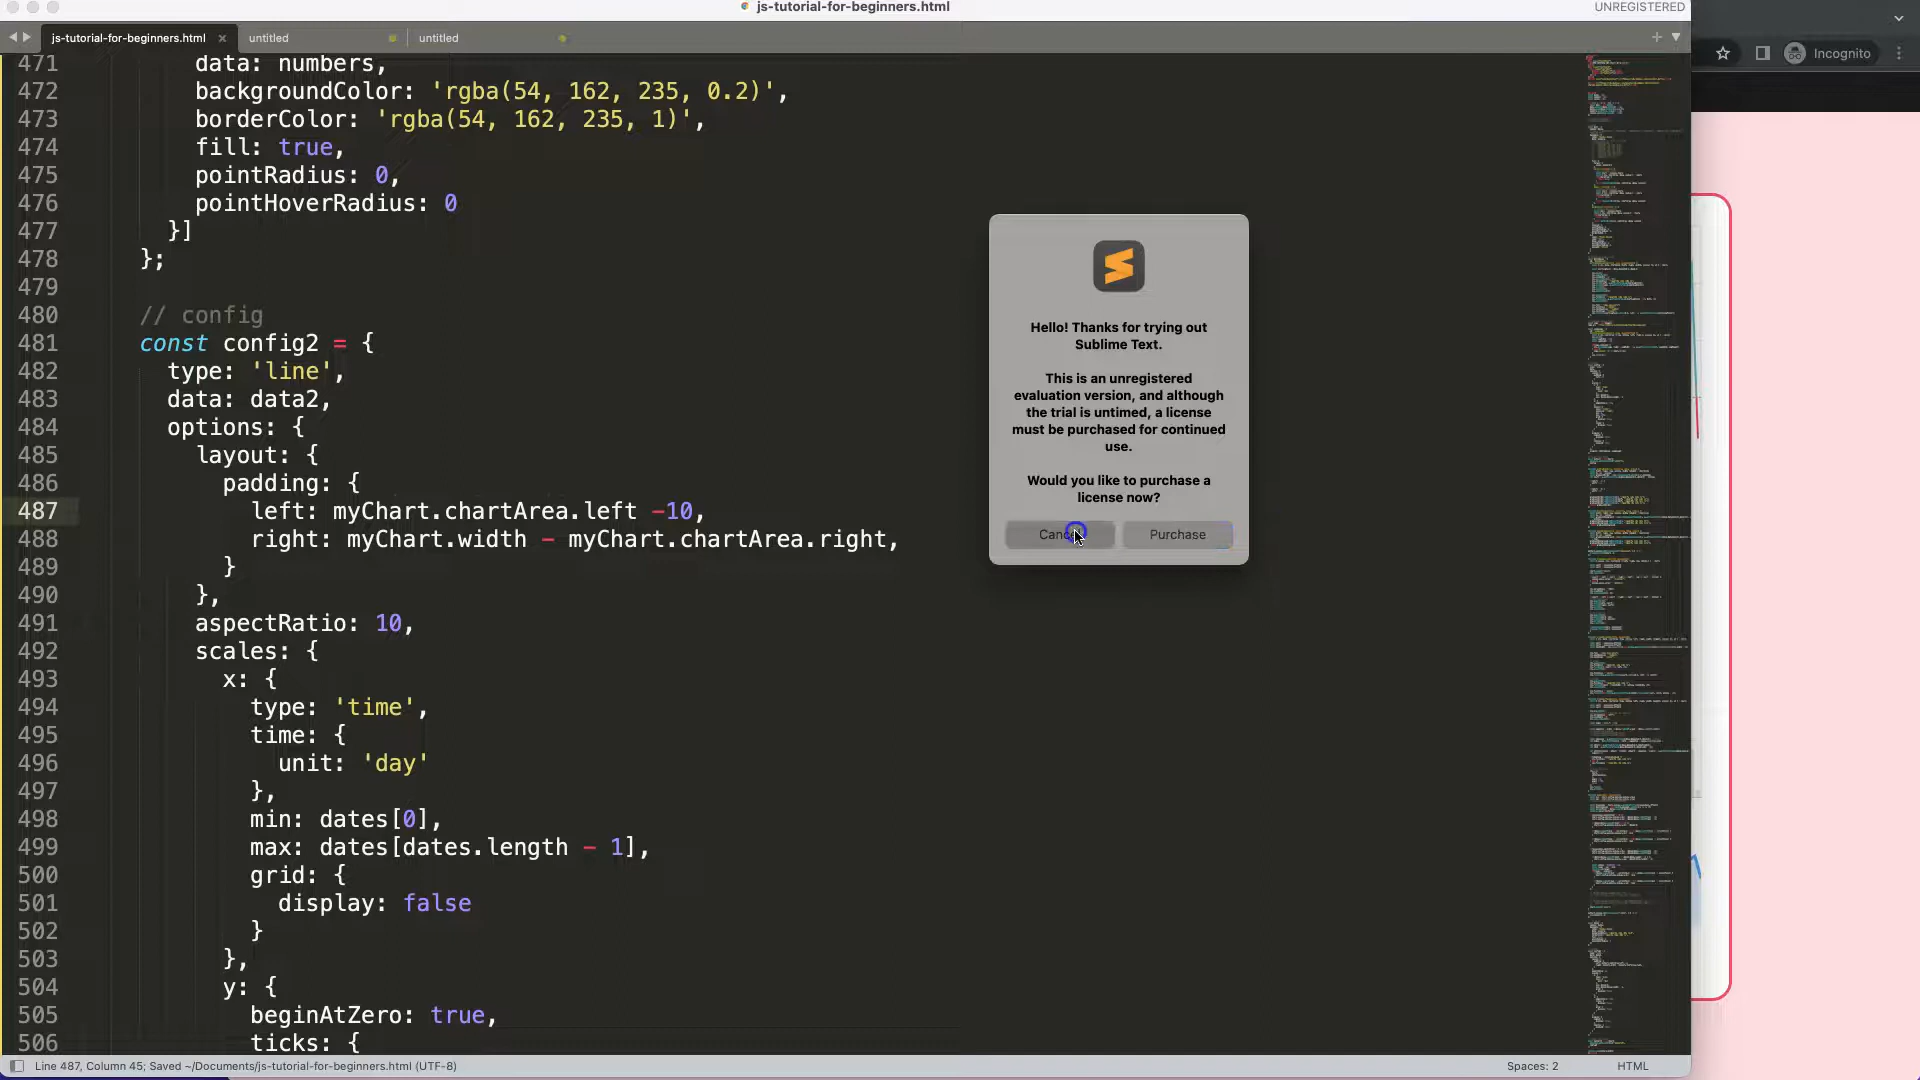 js-tutorial-for-beginners.html
UNREGISTERED
js-tutorial-for-beginners.html
untitled
untitled
Incognito
471 data: numbers,
472 backgroundColor: 'rgba(54, 162, 235, 0.2)',
473 borderColor: 'rgba(54, 162, 235, 1)',
474 fill: true,
475 pointRadius: 0,
476 pointHoverRadius: 0
477 }]
478 };
479
480 // config
481 const config2 = {
482 type: 'line',
483 data: data2,
484 options: {
485 layout: {
486 padding: {
487 left: myChart.chartArea.left -10,
488 right: myChart.width - myChart.chartArea.right,
489 }
490 },
491 aspectRatio: 10,
492 scales: {
493 x: {
494 type: 'time',
495 time: {
496 unit: 'day'
497 },
498 min: dates[0],
499 max: dates[dates.length - 1],
500 grid: {
501 display: false
502 }
503 },
504 y: {
505 beginAtZero: true,
506 ticks: {
Hello! Thanks for trying out
Sublime Text.
This is an unregistered
evaluation version, and although
the trial is untimed, a license
must be purchased for continued
use.
Would you like to purchase a
license now?
Cancel
Purchase
Line 487, Column 45; Saved ~/Documents/js-tutorial-for-beginners.html (UTF-8)
Spaces: 2
HTML